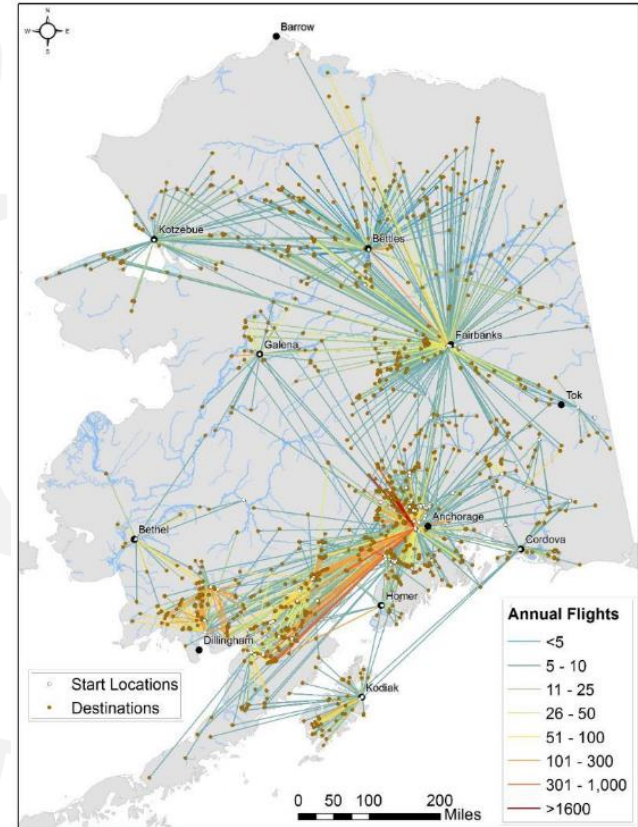 N
W E
S
Barrow
Kotzebue
Bettles
Galena
Fairbanks
Tok
Bethel
Anchorage
Cordova
Homer
Dillingham
Kodiak
Start Locations
Destinations
Annual Flights
<5
5 - 10
11 - 25
26 - 50
51 - 100
101 - 300
301 - 1,000
>1600
0 50 100 200
Miles